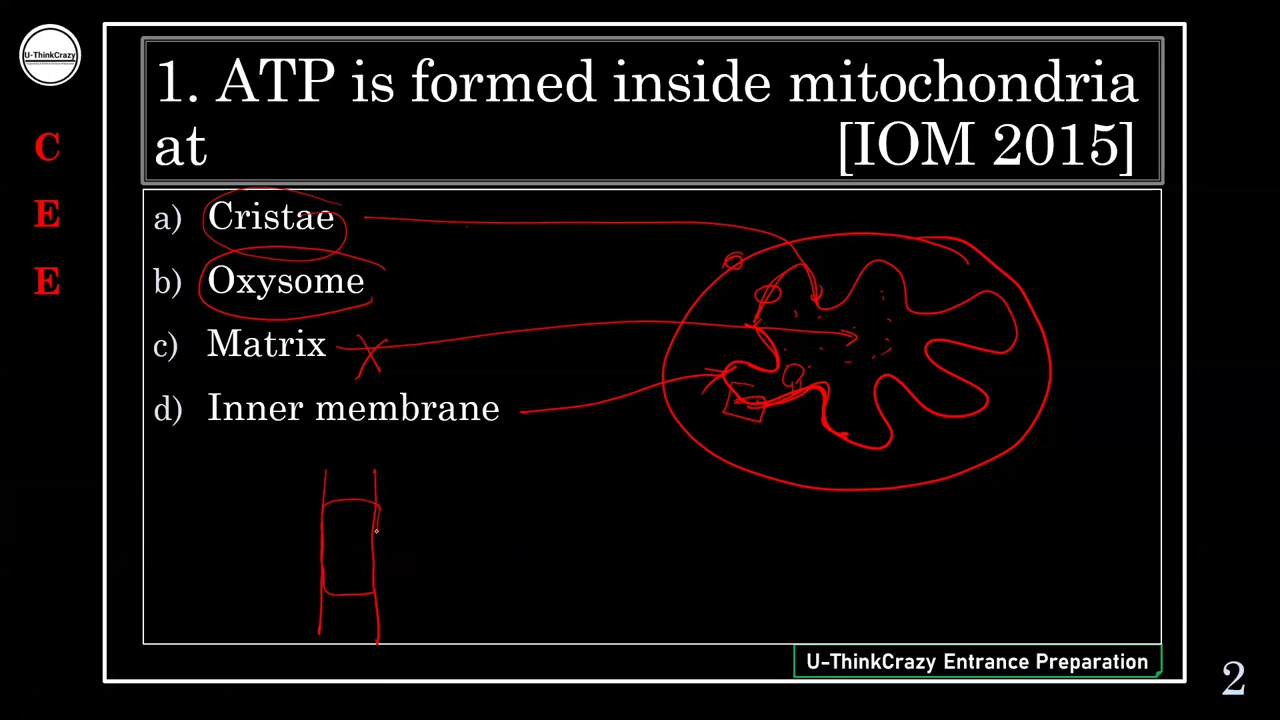 U-ThinkCrazy
C
E
E
1. ATP is formed inside mitochondria
at [IOM 2015]
a) Cristae
b) Oxysome
c) Matrix
d) Inner membrane
U-ThinkCrazy Entrance Preparation
2